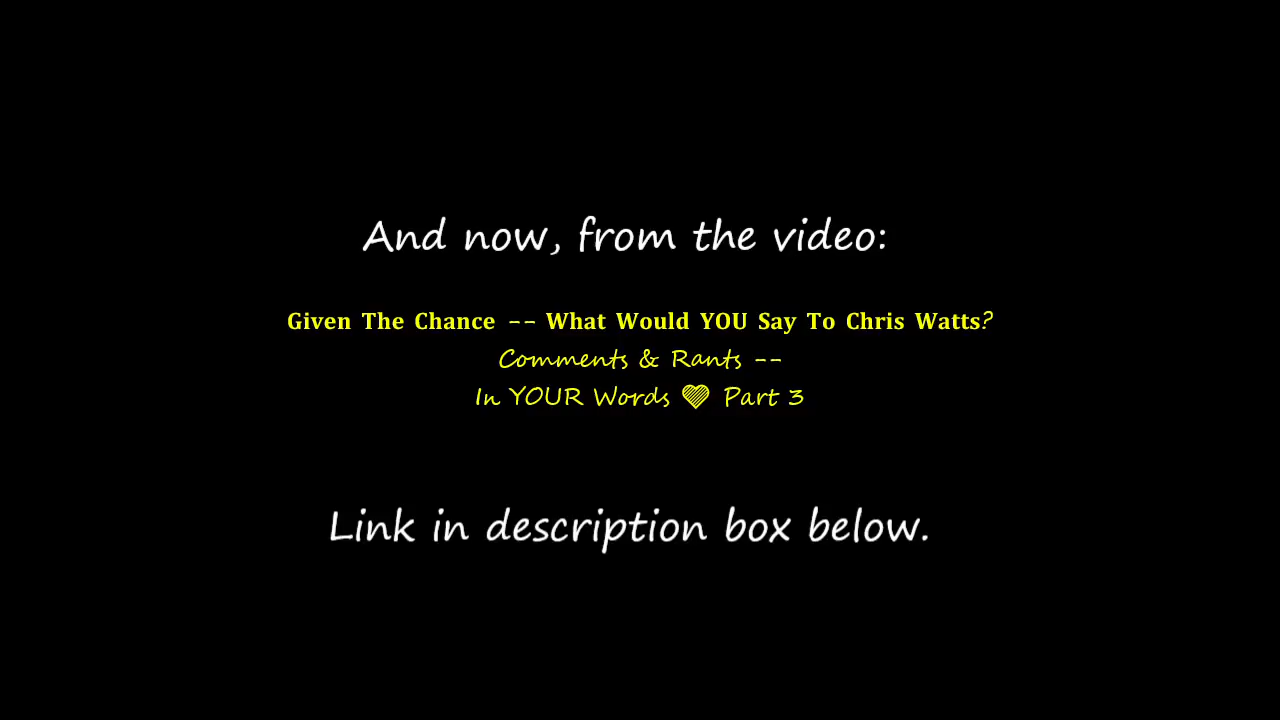 And now, from the video:
Given The Chance -- What Would YOU Say To Chris Watts?
Comments & Rants --
In YOUR Words 💛 Part 3
Link in description box below.